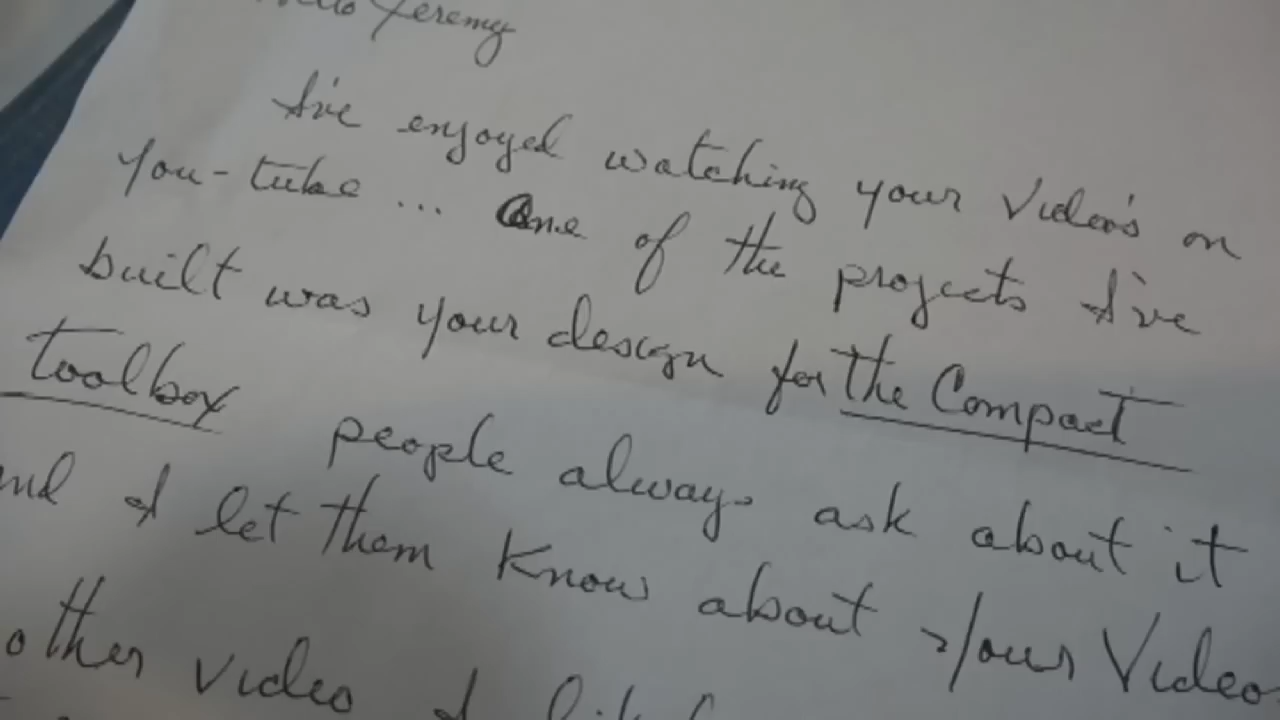 Jeremy
I've enjoyed watching your Video's on
you-tube ... One of the projects I've
built was your design for the Compact
toolbox people always ask about it
I let them Know about your Video
other video I